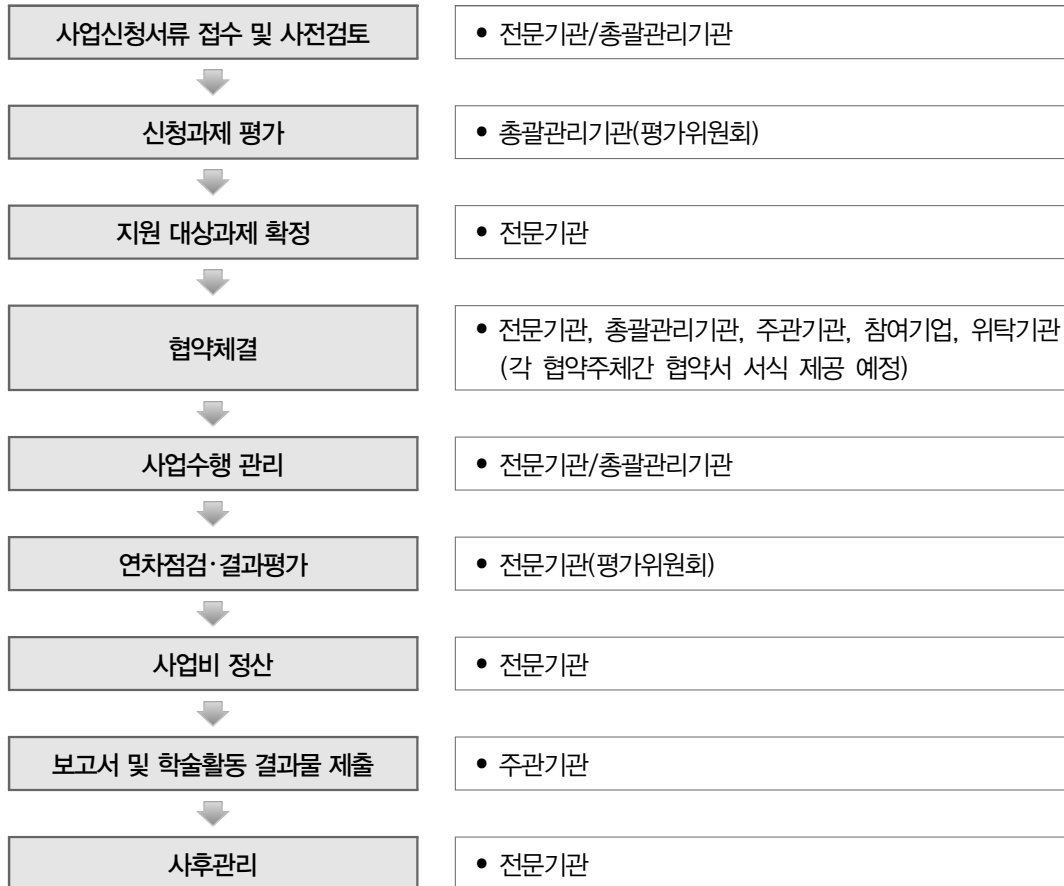 사업신청서류 접수 및 사전검토
• 전문기관/총괄관리기관
신청과제 평가
• 총괄관리기관(평가위원회)
지원 대상과제 확정
• 전문기관
협약체결
• 전문기관, 총괄관리기관, 주관기관, 참여기업, 위탁기관
(각 협약주체간 협약서 서식 제공 예정)
사업수행 관리
• 전문기관/총괄관리기관
연차점검·결과평가
• 전문기관(평가위원회)
사업비 정산
• 전문기관
보고서 및 학술활동 결과물 제출
• 주관기관
사후관리
• 전문기관